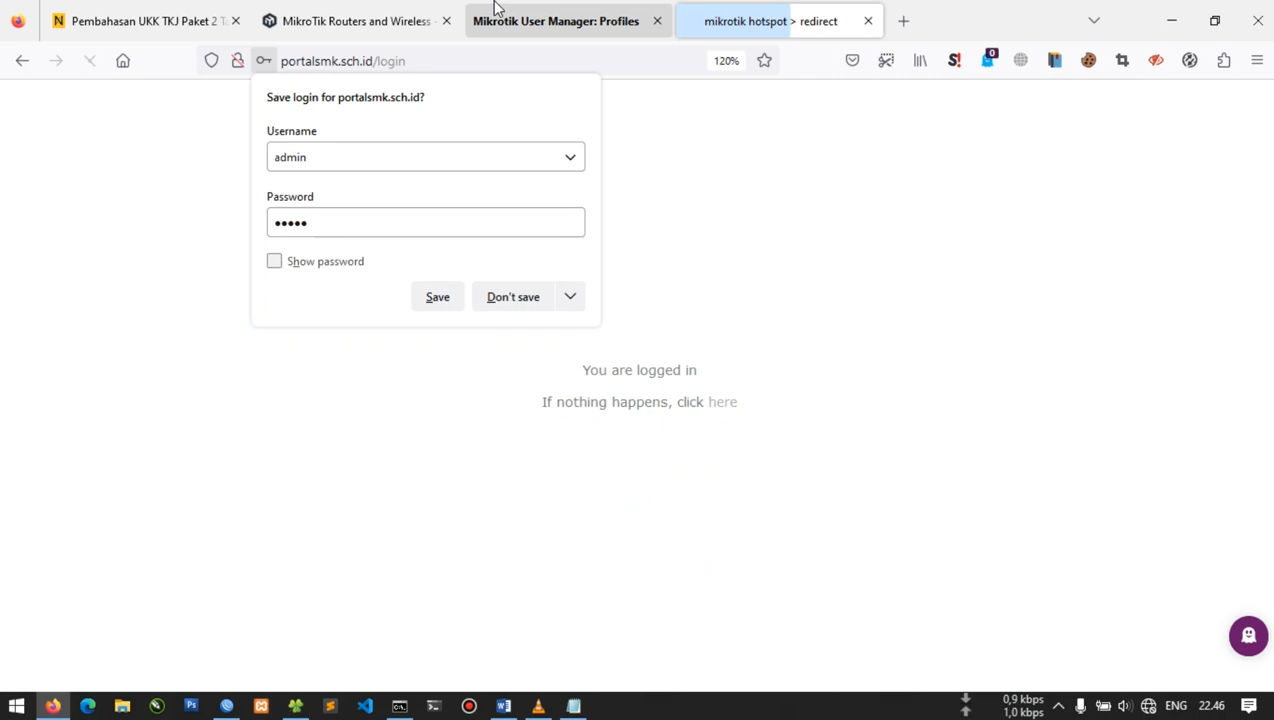 Pembahasan UKK TKJ Paket 2 T
MikroTik Routers and Wireless -
Mikrotik User Manager: Profiles
mikrotik hotspot > redirect
portalsmk.sch.id/login
120%
S!
0
Save login for portalsmk.sch.id?
Username
admin
Password
•••••
Show password
Save
Don't save
You are logged in
If nothing happens, click here
Ps
0,9 kbps
1,0 kbps
ENG
22.46